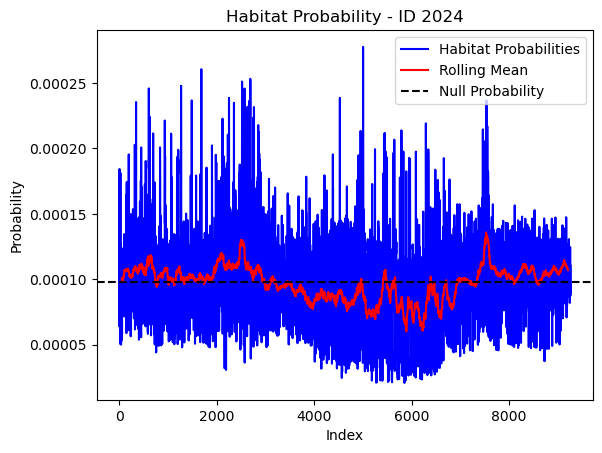 Habitat Probability - ID 2024
Habitat Probabilities
Rolling Mean
Null Probability
0.00025
0.00020
0.00015
0.00010
0.00005
Probability
0
2000
4000
6000
8000
Index